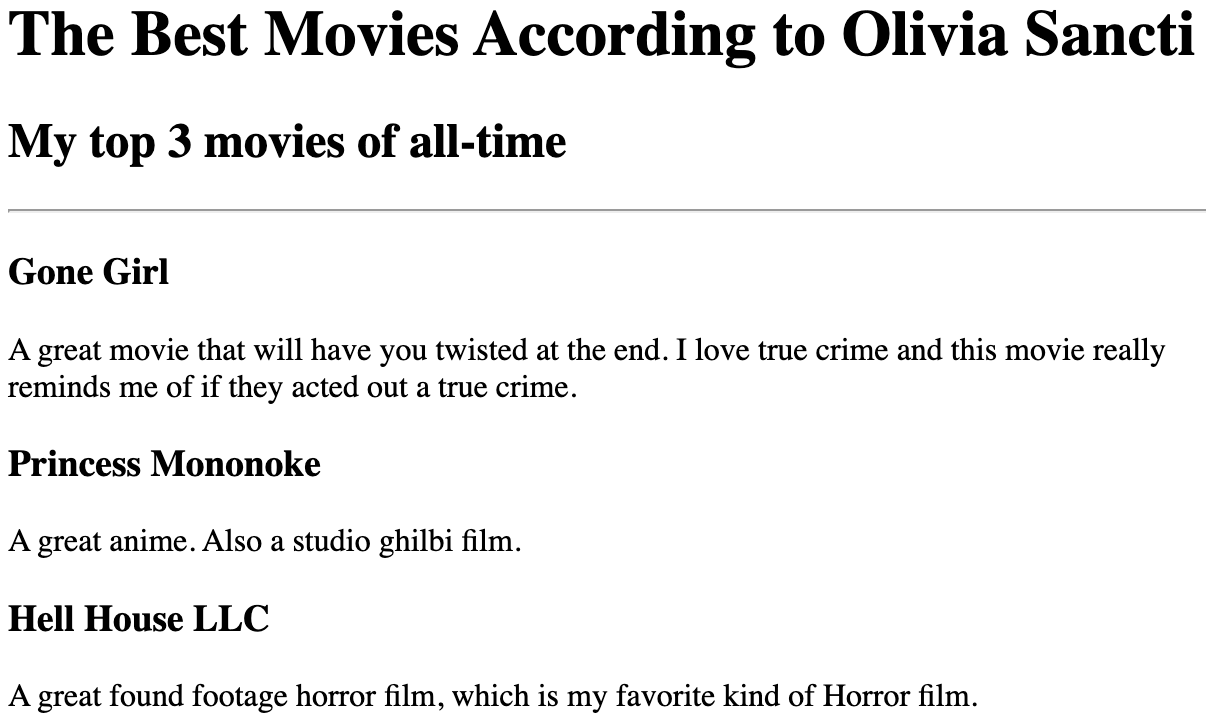 The Best Movies According to Olivia Sancti
My top 3 movies of all-time
Gone Girl
A great movie that will have you twisted at the end. I love true crime and this movie really
reminds me of if they acted out a true crime.
Princess Mononoke
A great anime. Also a studio ghilbi film.
Hell House LLC
A great found footage horror film, which is my favorite kind of Horror film.